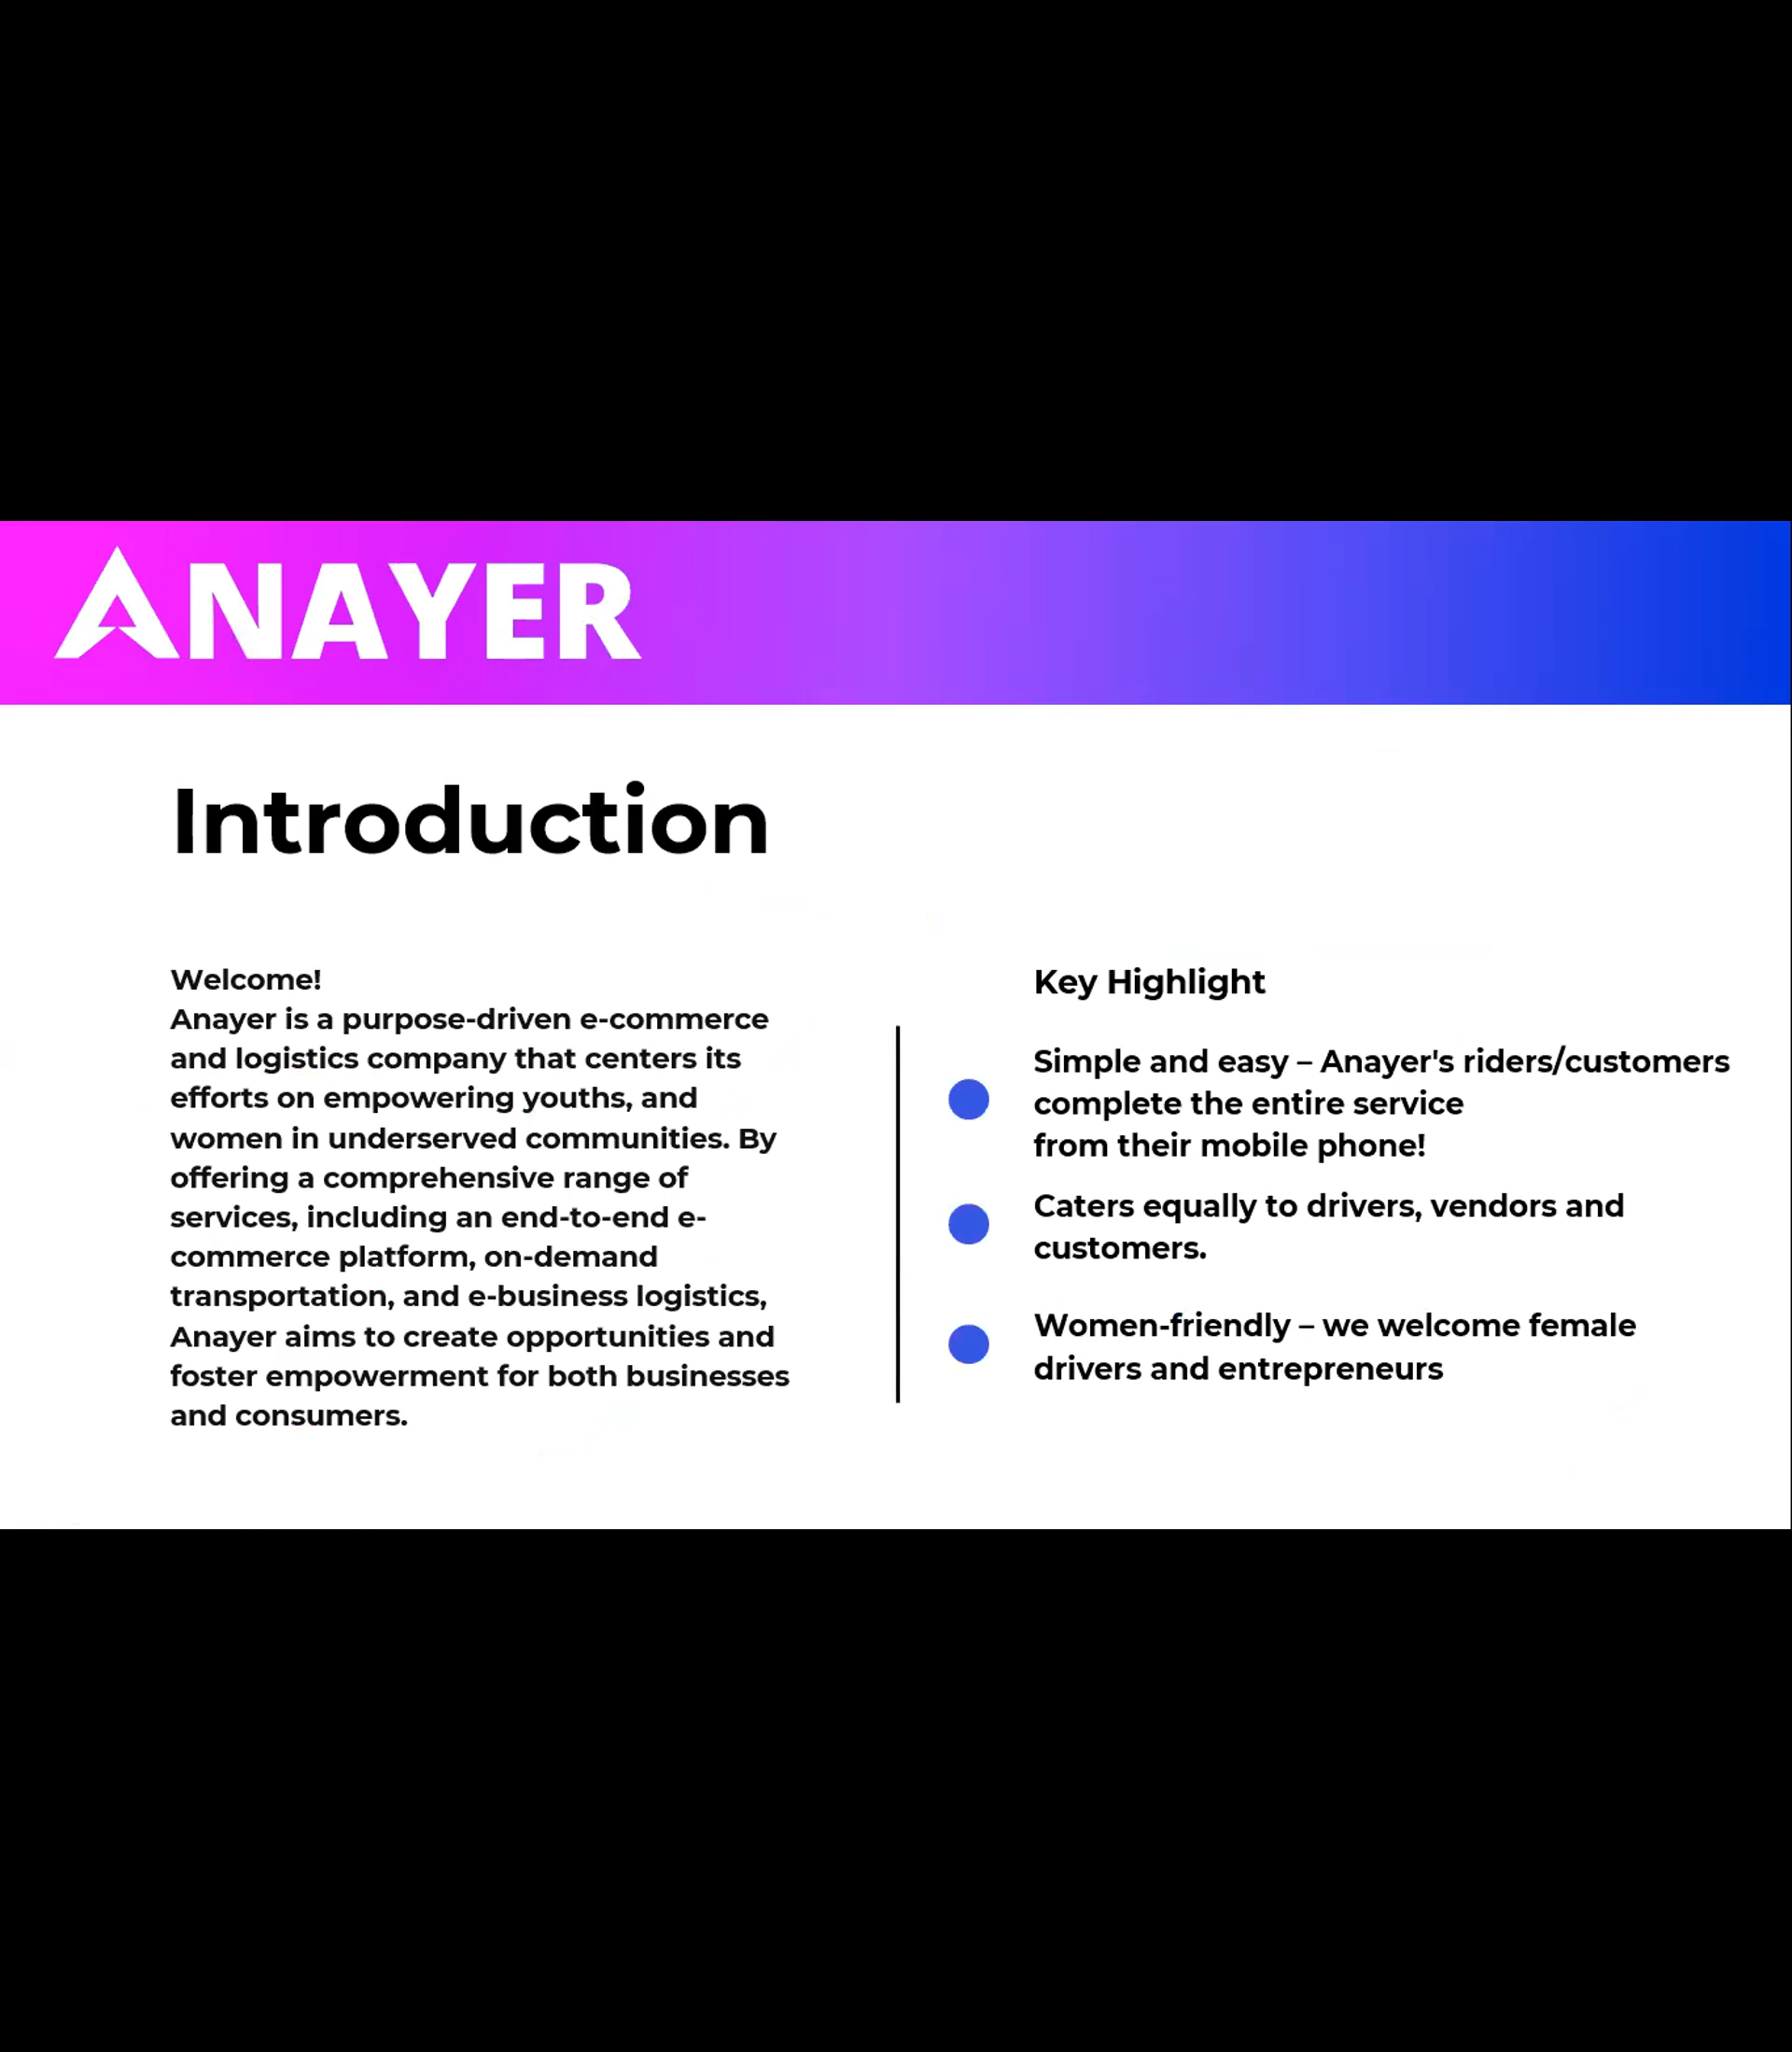 ANAYER
Introduction
Welcome!
Anayer is a purpose-driven e-commerce
and logistics company that centers its
efforts on empowering youths, and
women in underserved communities. By
offering a comprehensive range of
services, including an end-to-end e-
commerce platform, on-demand
transportation, and e-business logistics,
Anayer aims to create opportunities and
foster empowerment for both businesses
and consumers.
Key Highlight
Simple and easy – Anayer's riders/customers
complete the entire service
from their mobile phone!
Caters equally to drivers, vendors and
customers.
Women-friendly – we welcome female
drivers and entrepreneurs